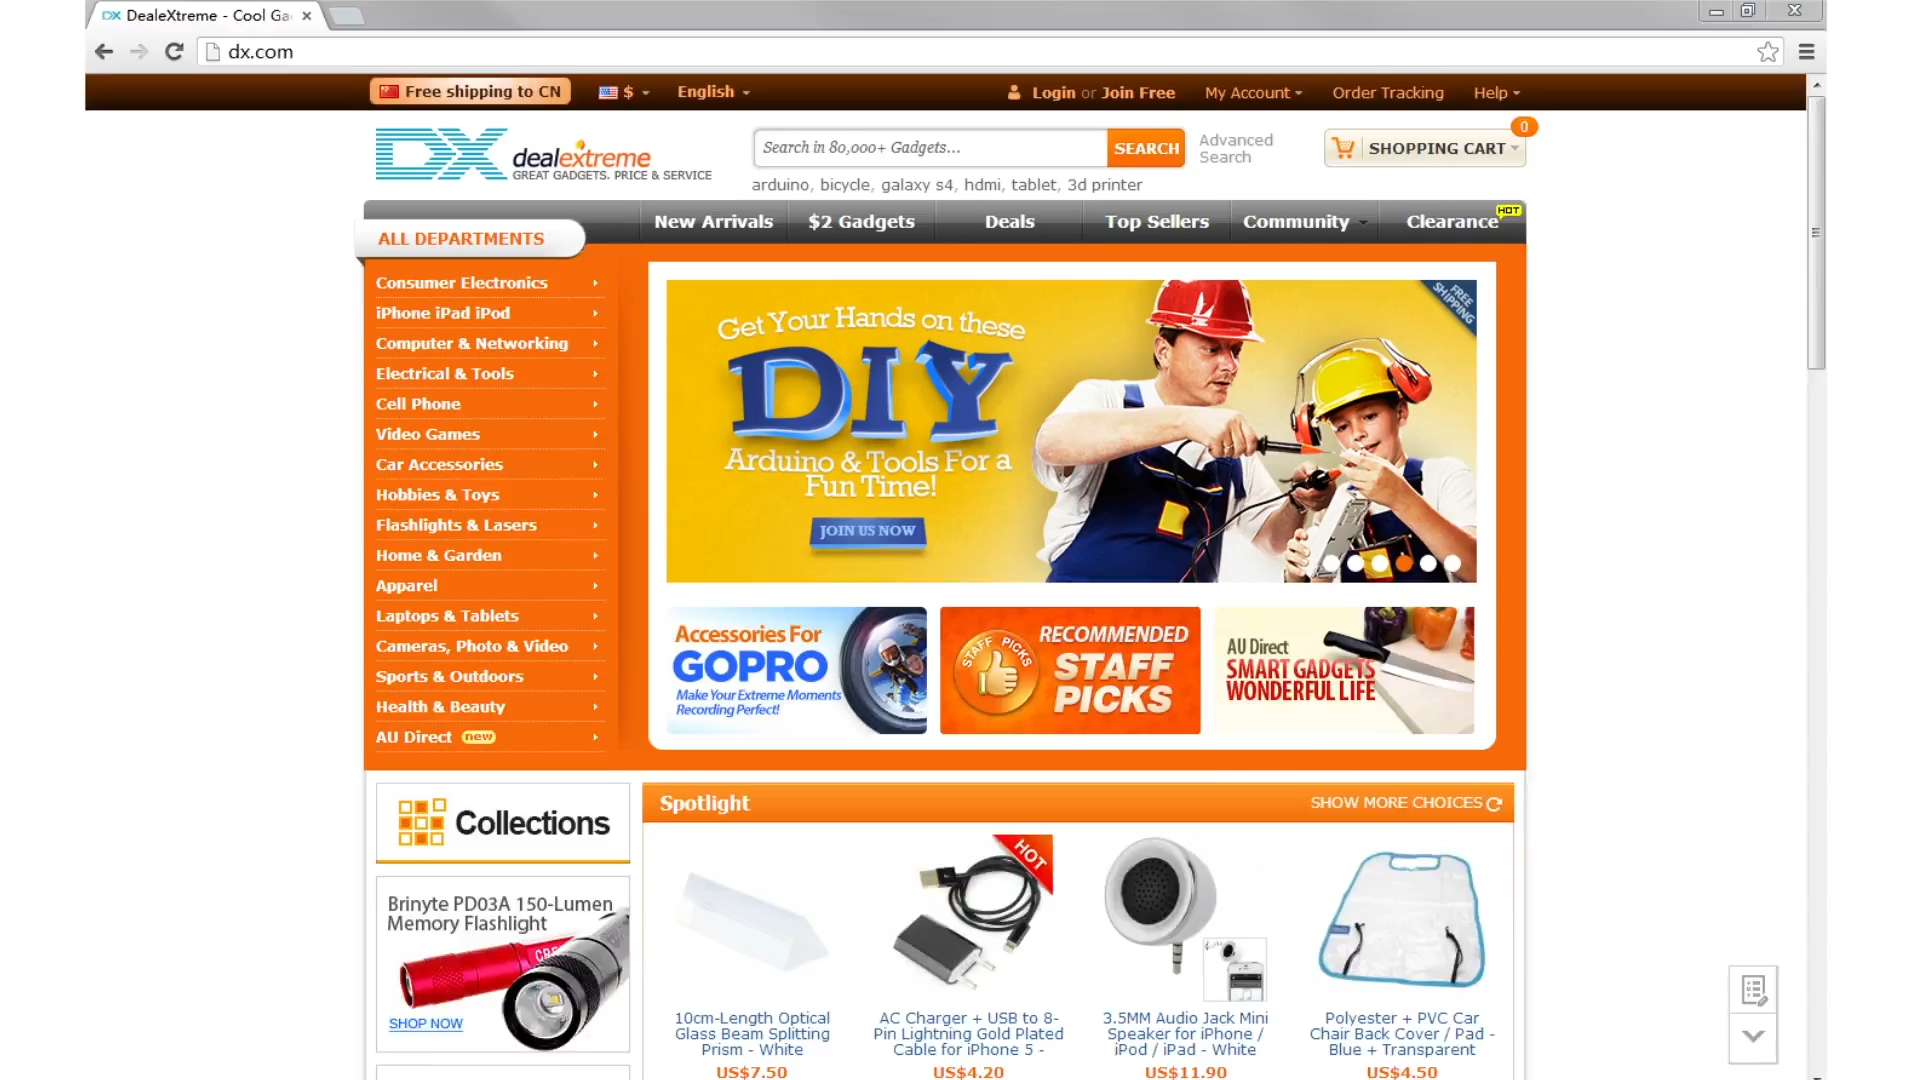 DX DealeXtreme - Cool Ga
dx.com
Free shipping to CN
$
English
Login or Join Free
My Account
Order Tracking
Help
DX dealextreme
GREAT GADGETS. PRICE & SERVICE
Search in 80,000+ Gadgets...
SEARCH
Advanced
Search
0
SHOPPING CART
arduino, bicycle, galaxy s4, hdmi, tablet, 3d printer
New Arrivals
$2 Gadgets
Deals
Top Sellers
Community
Clearance
HOT
ALL DEPARTMENTS
Consumer Electronics
iPhone iPad iPod
Computer & Networking
Electrical & Tools
Cell Phone
Video Games
Car Accessories
Hobbies & Toys
Flashlights & Lasers
Home & Garden
Apparel
Laptops & Tablets
Cameras, Photo & Video
Sports & Outdoors
Health & Beauty
AU Direct new
Get Your Hands on these
DIY
Arduino & Tools For a
Fun Time!
JOIN US NOW
FREE
SHIPPING
Accessories For
GOPRO
Make Your Extreme Moments
Recording Perfect!
STAFF PICKS
RECOMMENDED
STAFF
PICKS
AU Direct
SMART GADGETS
WONDERFUL LIFE
Collections
Brinyte PD03A 150-Lumen
Memory Flashlight
SHOP NOW
Spotlight
SHOW MORE CHOICES
HOT
10cm-Length Optical
Glass Beam Splitting
Prism - White
US$7.50
AC Charger + USB to 8-
Pin Lightning Gold Plated
Cable for iPhone 5 -
US$4.20
3.5MM Audio Jack Mini
Speaker for iPhone /
iPod / iPad - White
US$11.90
Polyester + PVC Car
Chair Back Cover / Pad -
Blue + Transparent
US$4.50